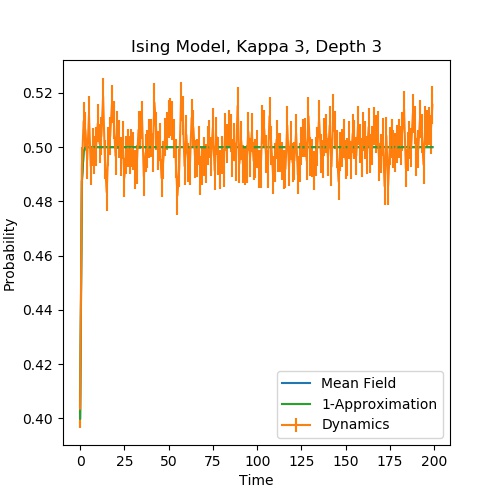 Ising Model, Kappa 3, Depth 3
0.52
0.50
0.48
0.46
0.44
0.42
0.40
Probability
0
25
50
75
100
125
150
175
200
Time
Mean Field
1-Approximation
Dynamics